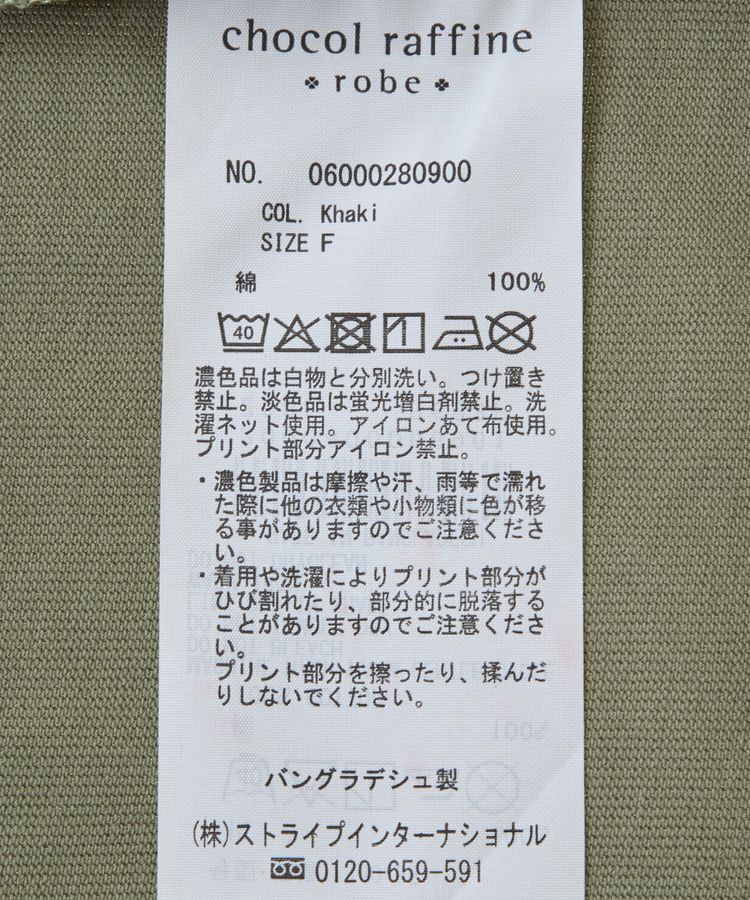 chocol raffine
robe
NO. 06000280900
COL. Khaki
SIZE F
綿 100%
40
濃色品は白物と分別洗い。つけ置き
禁止。淡色品は蛍光増白剤禁止。洗
濯ネット使用。アイロンあて布使用。
プリント部分アイロン禁止。
・濃色製品は摩擦や汗、雨等で濡れ
た際に他の衣類や小物類に色が移
る事がありますのでご注意くださ
い。
・着用や洗濯によりプリント部分が
ひび割れたり、部分的に脱落する
ことがありますのでご注意くださ
い。
プリント部分を擦ったり、揉んだ
りしないでください。
バングラデシュ製
(株)ストライプインターナショナル
0120-659-591